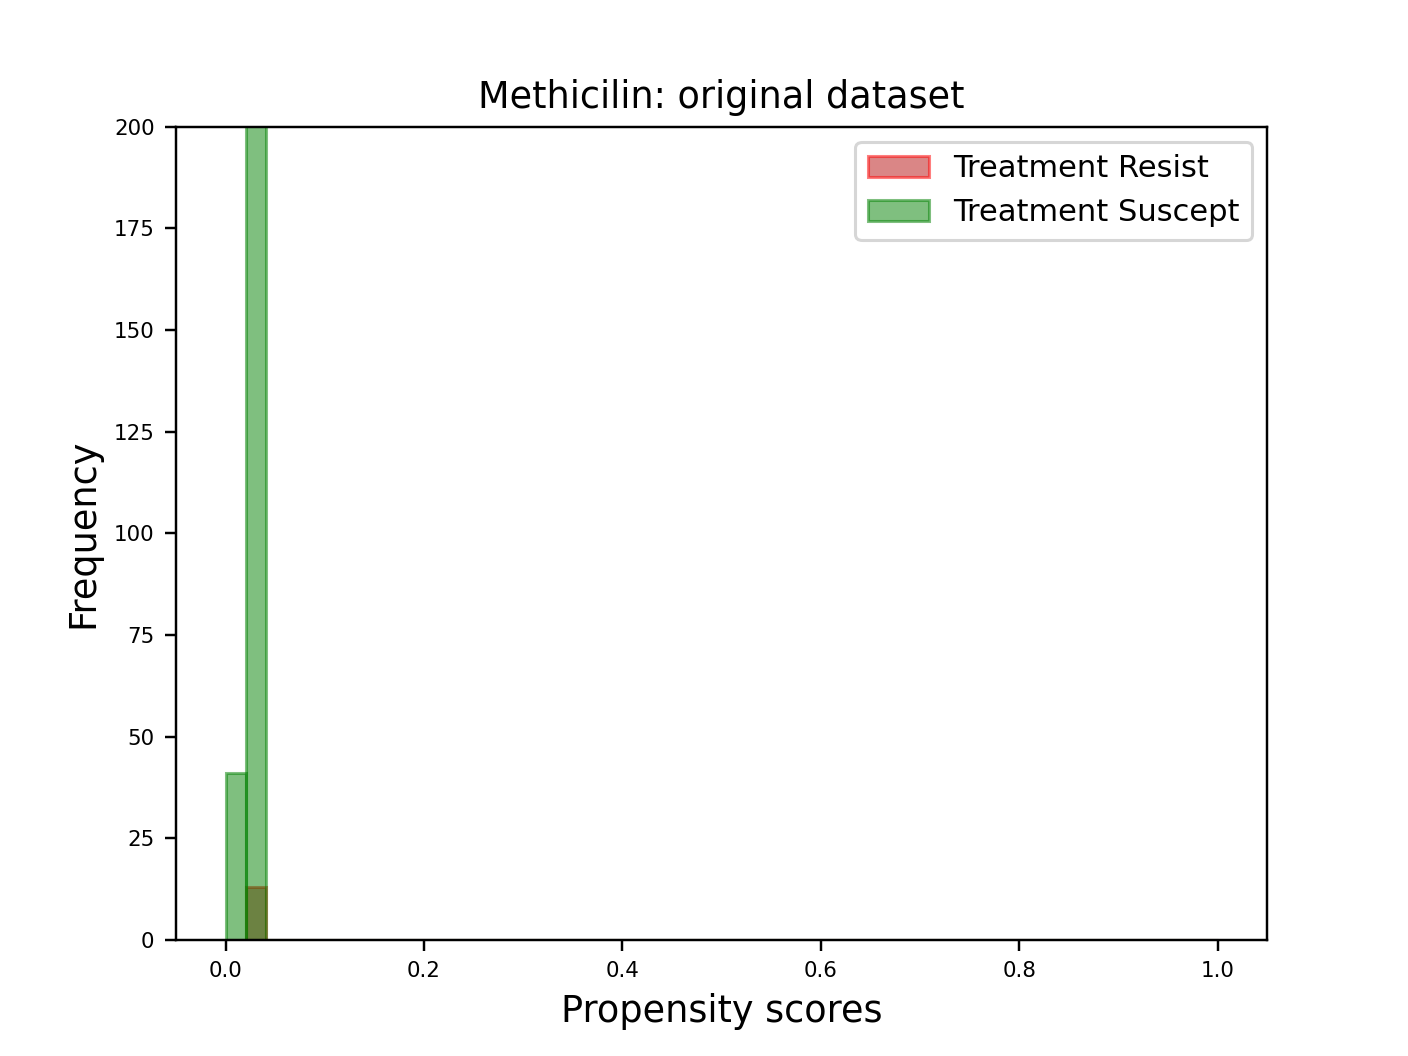 Methicilin: original dataset
Treatment Resist
Treatment Suscept
Frequency
200
175
150
125
100
75
50
25
0
0.0 0.2 0.4 0.6 0.8 1.0
Propensity scores